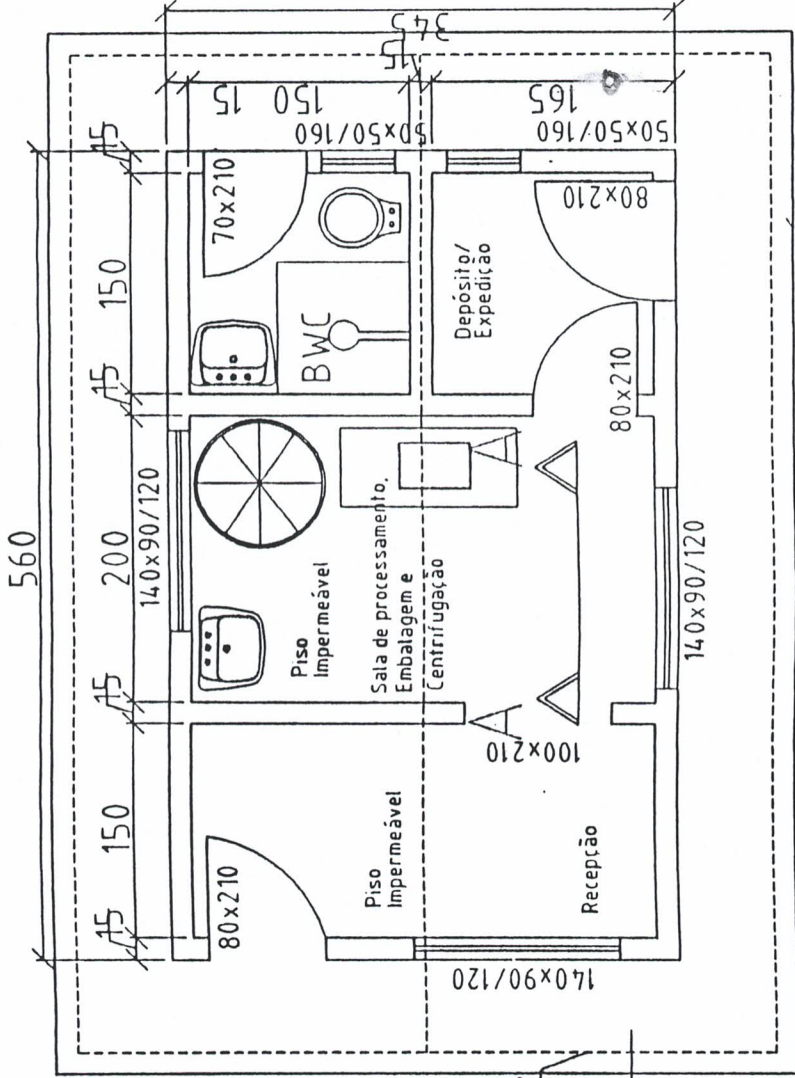 345
15
15
150
165
50x50/160
50x50/160
560
15
150
15
200
15
150
15
70x210
80x210
BWC
Depósito/
Expedição
80x210
140x90/120
Piso
Impermeável
Sala de processamento,
Embalagem e
Centrifugação
140x90/120
100x210
80x210
Piso
Impermeável
Recepção
140x90/120